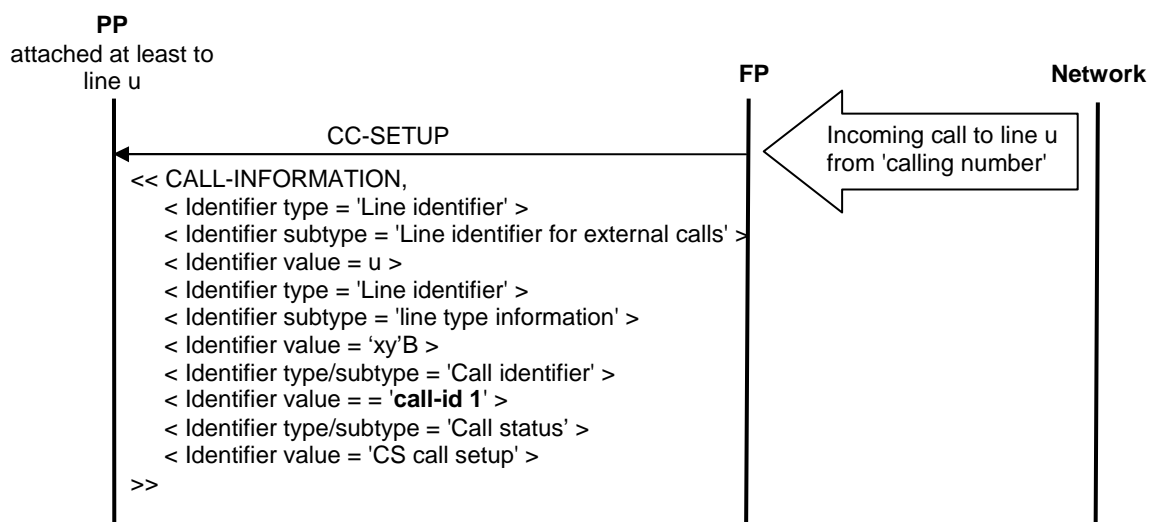 PP
attached at least to
line u
FP
Network
Incoming call to line u
from 'calling number'
CC-SETUP
<< CALL-INFORMATION,
< Identifier type = 'Line identifier' >
< Identifier subtype = 'Line identifier for external calls' >
< Identifier value = u >
< Identifier type = 'Line identifier' >
< Identifier subtype = 'line type information' >
< Identifier value = ‘xy’B >
< Identifier type/subtype = 'Call identifier' >
< Identifier value = = 'call-id 1' >
< Identifier type/subtype = 'Call status’ >
< Identifier value = 'CS call setup' >
>>